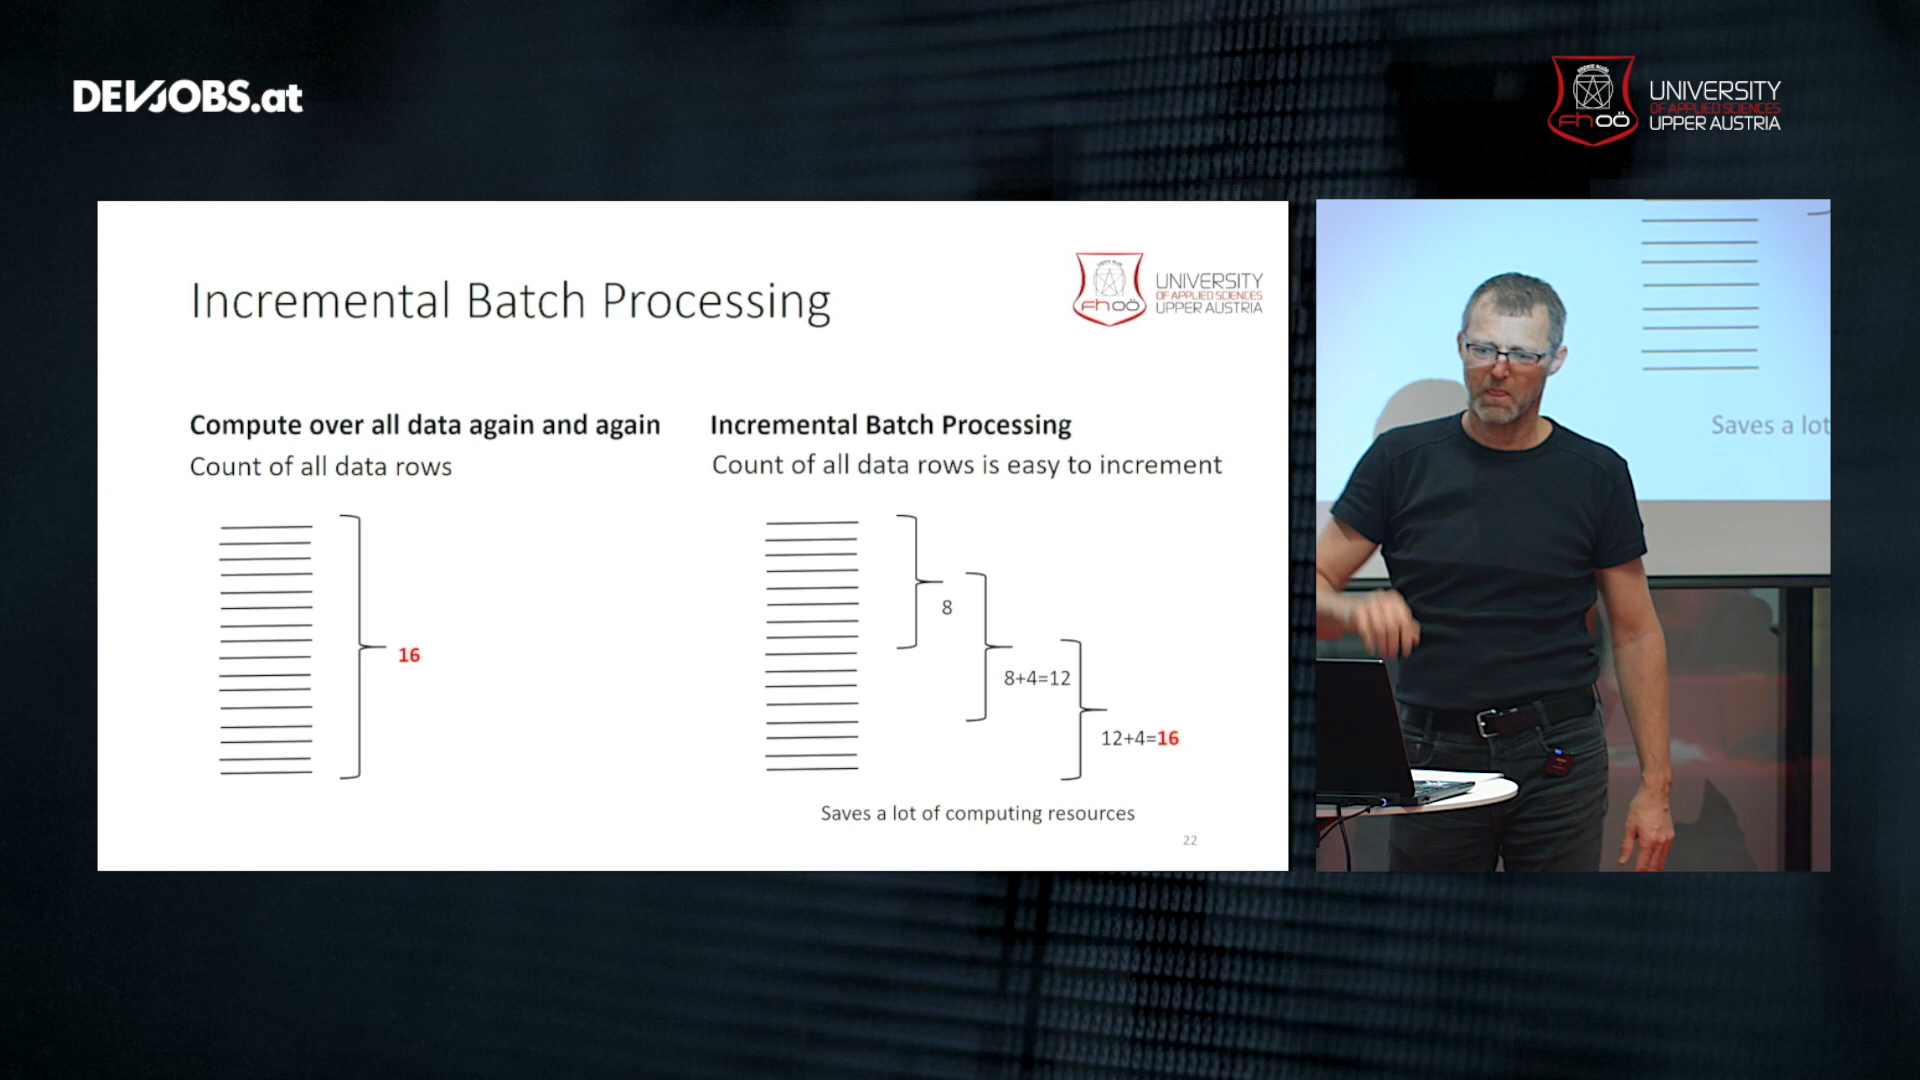 DEVJOBS.at
FHOÖ
UNIVERSITY
OF APPLIED SCIENCES
UPPER AUSTRIA
Incremental Batch Processing
FHOÖ
UNIVERSITY
OF APPLIED SCIENCES
UPPER AUSTRIA
Compute over all data again and again
Count of all data rows
16
Incremental Batch Processing
Count of all data rows is easy to increment
8
8+4=12
12+4=16
Saves a lot of computing resources
22
Saves a lot